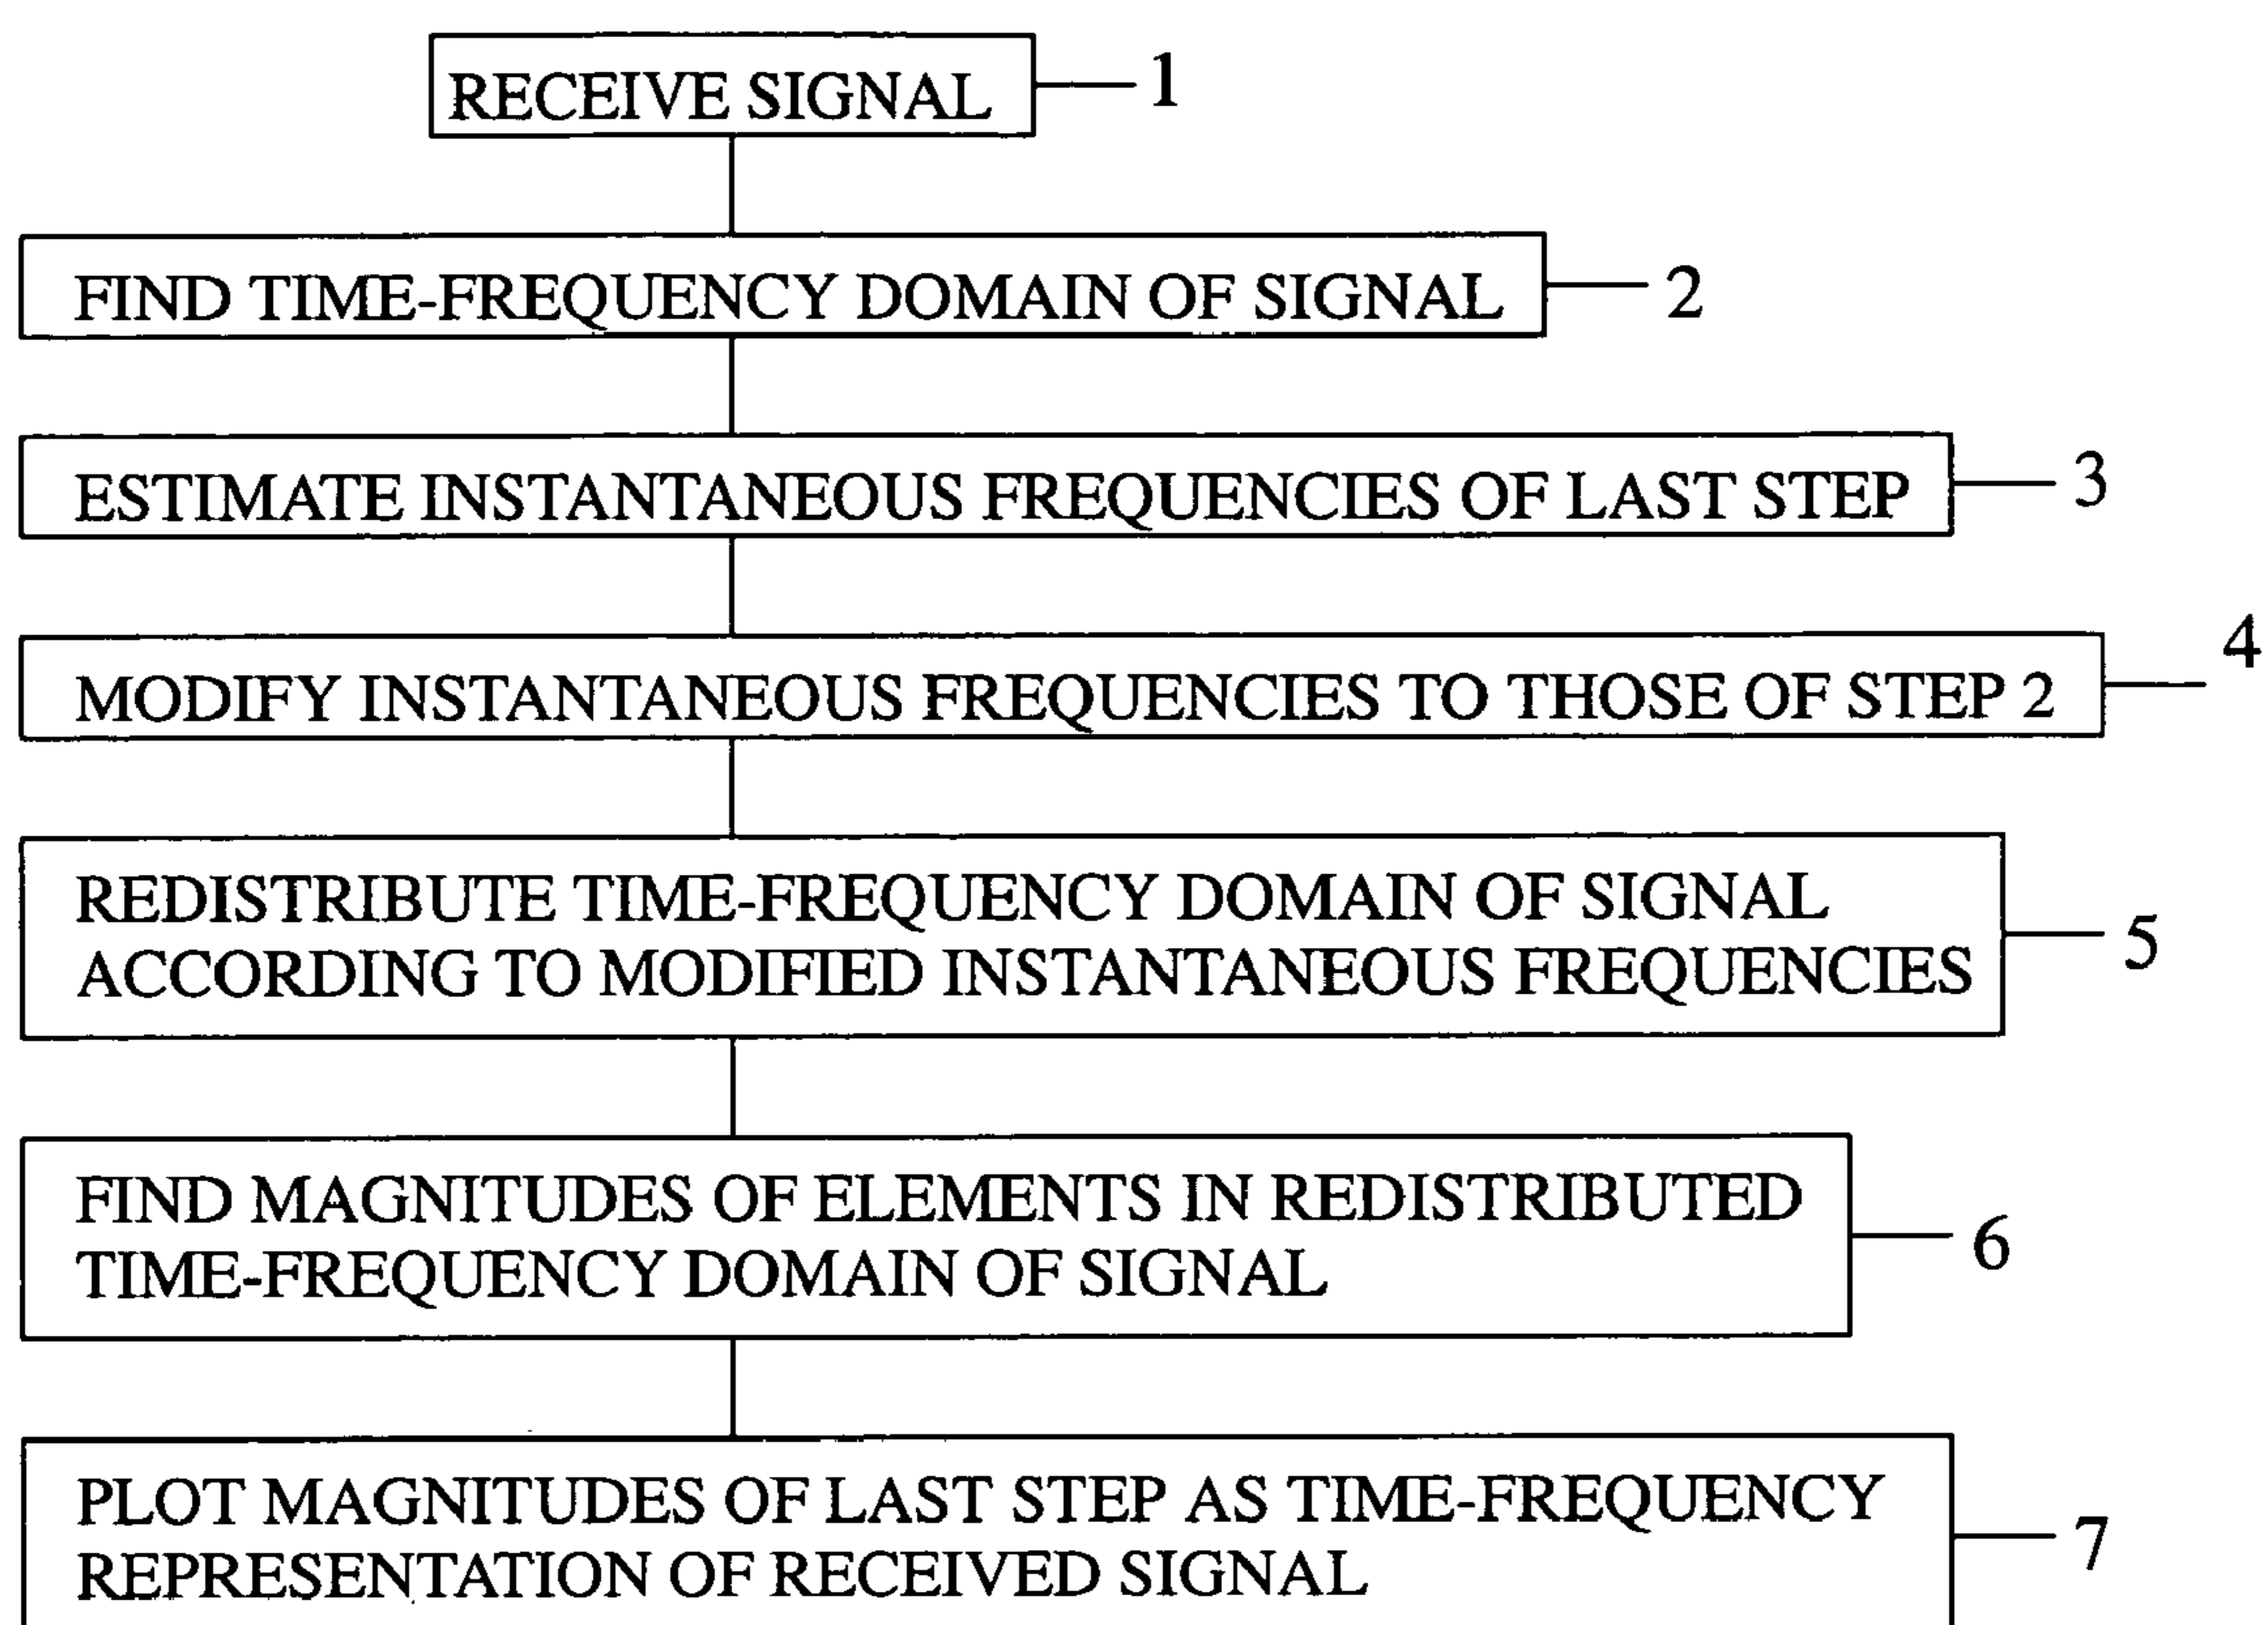 RECEIVE SIGNAL
1
FIND TIME-FREQUENCY DOMAIN OF SIGNAL
2
ESTIMATE INSTANTANEOUS FREQUENCIES OF LAST STEP
3
MODIFY INSTANTANEOUS FREQUENCIES TO THOSE OF STEP 2
4
REDISTRIBUTE TIME-FREQUENCY DOMAIN OF SIGNAL
ACCORDING TO MODIFIED INSTANTANEOUS FREQUENCIES
5
FIND MAGNITUDES OF ELEMENTS IN REDISTRIBUTED
TIME-FREQUENCY DOMAIN OF SIGNAL
6
PLOT MAGNITUDES OF LAST STEP AS TIME-FREQUENCY
REPRESENTATION OF RECEIVED SIGNAL
7